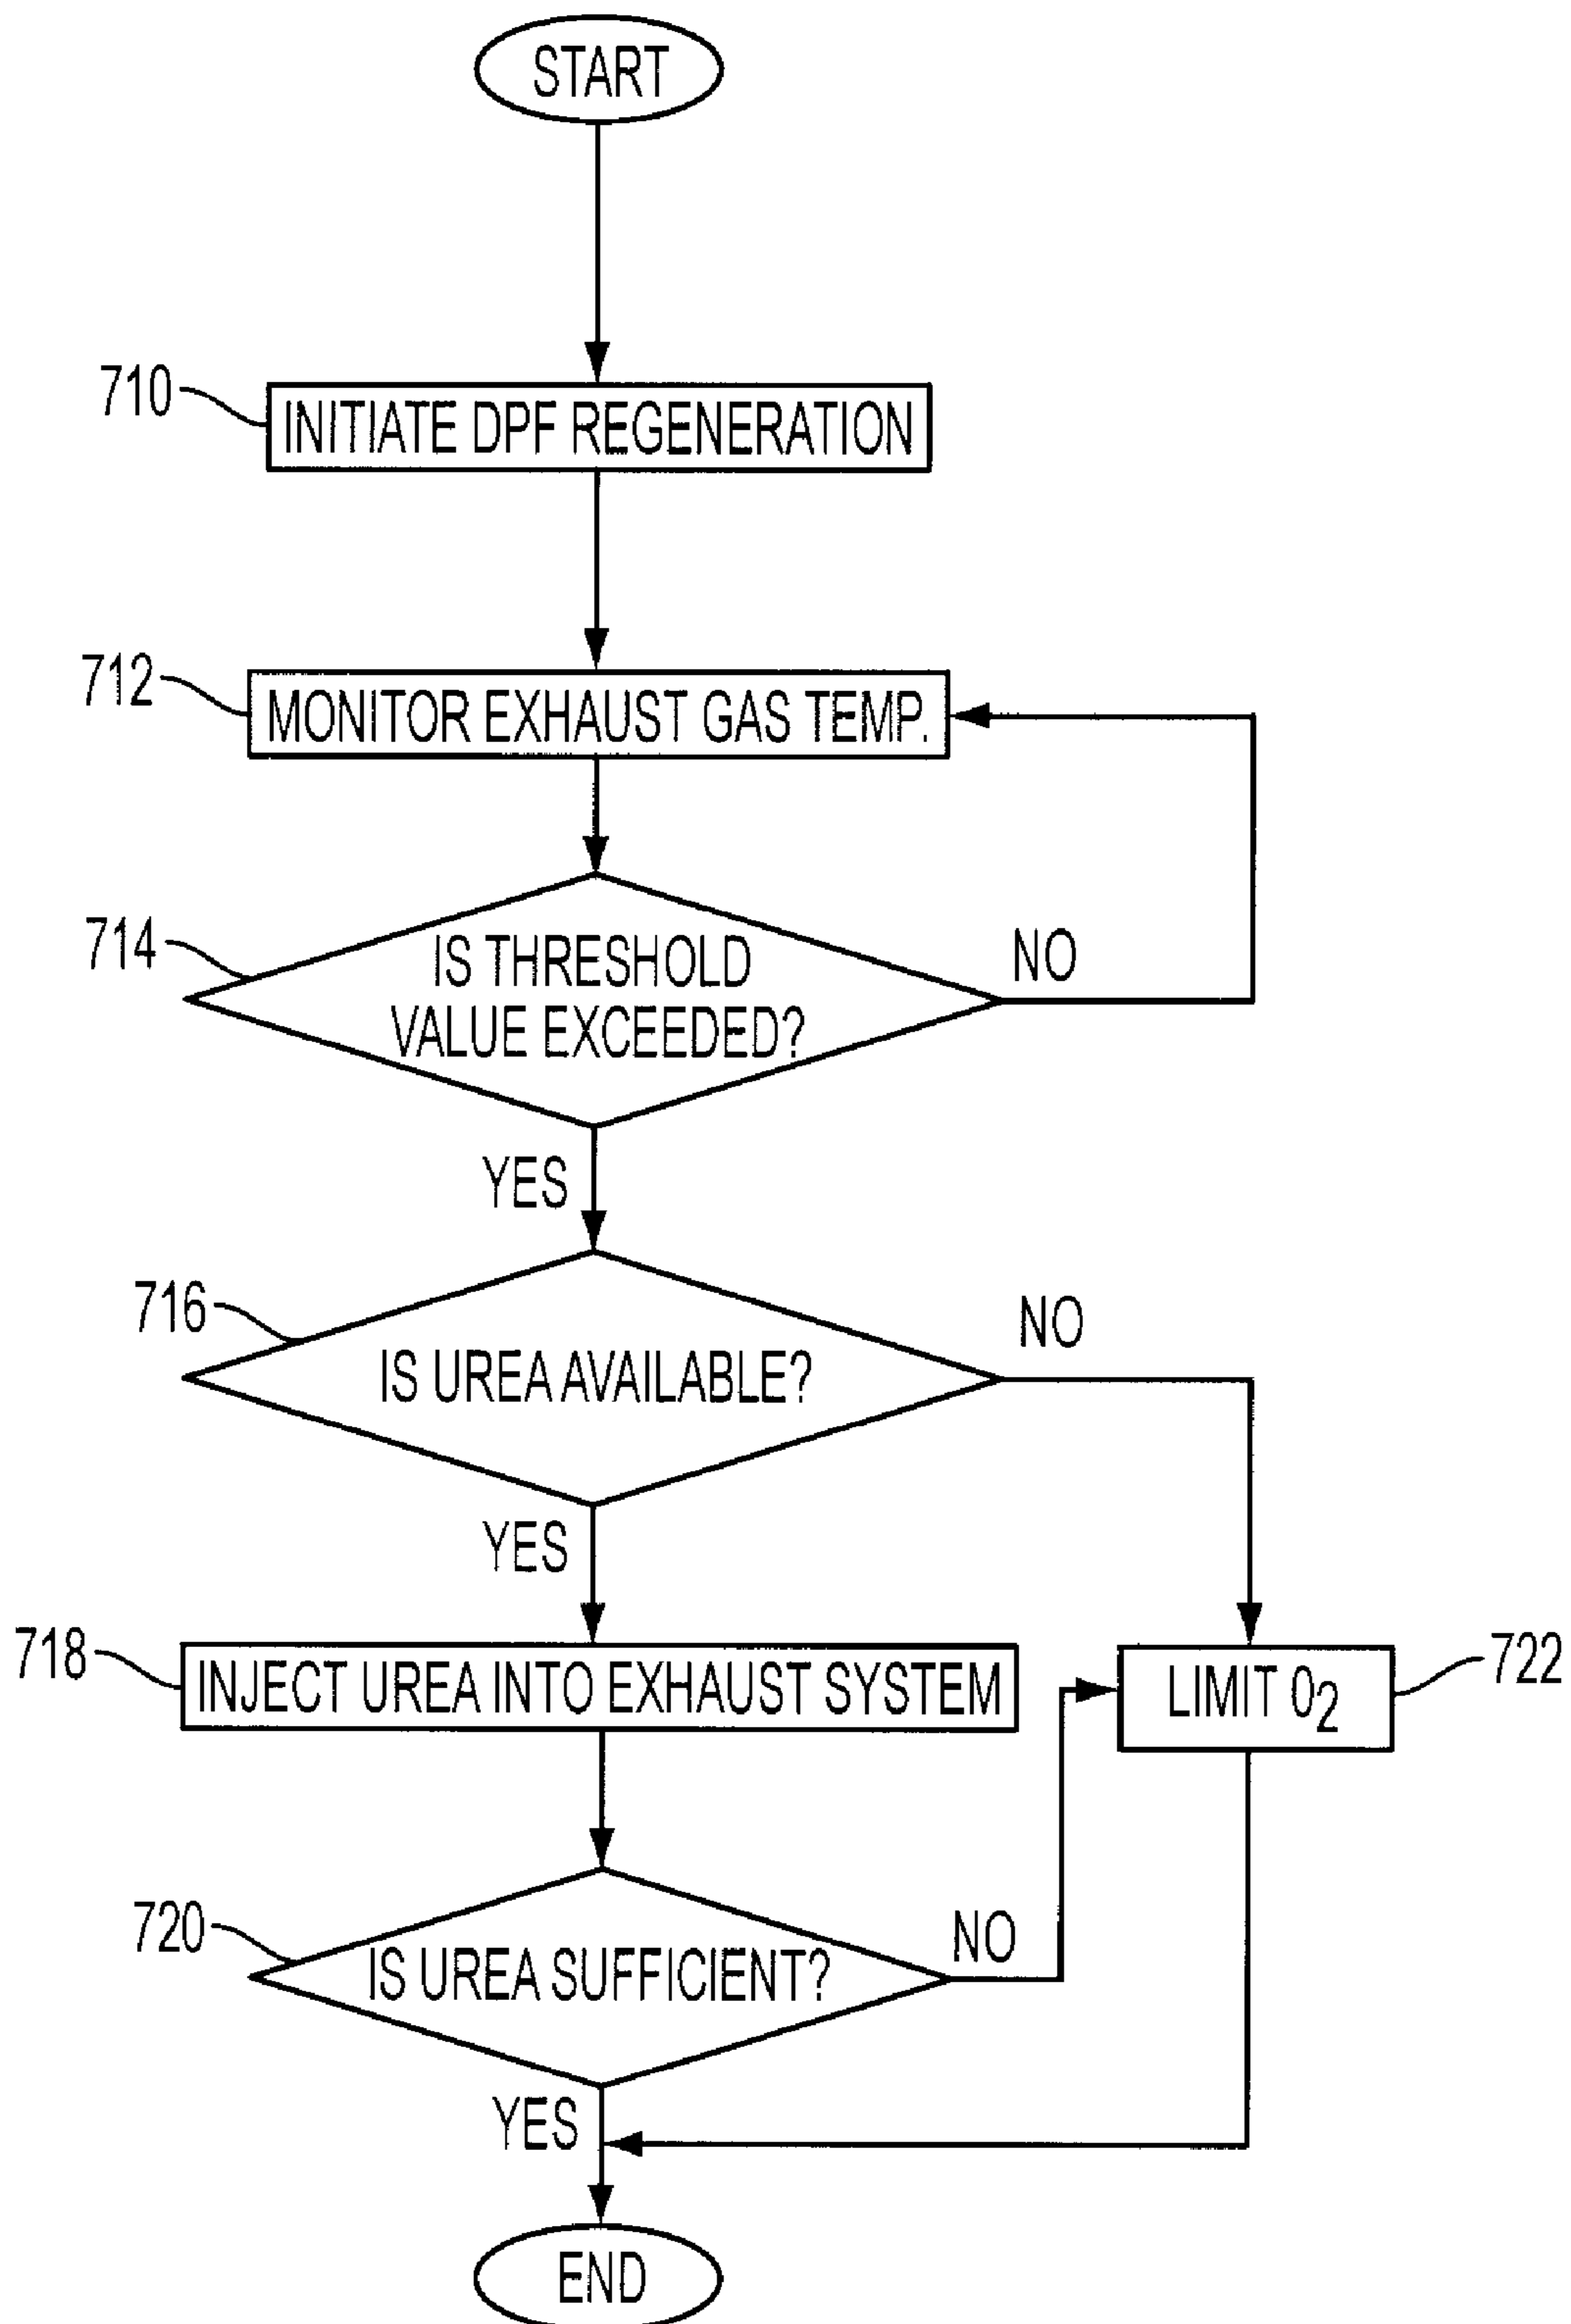 START
710
INITIATE DPF REGENERATION
712
MONITOR EXHAUST GAS TEMP.
714
IS THRESHOLD
VALUE EXCEEDED?
NO
YES
716
IS UREA AVAILABLE?
NO
YES
718
INJECT UREA INTO EXHAUST SYSTEM
LIMIT O₂
722
720
IS UREA SUFFICIENT?
NO
YES
END